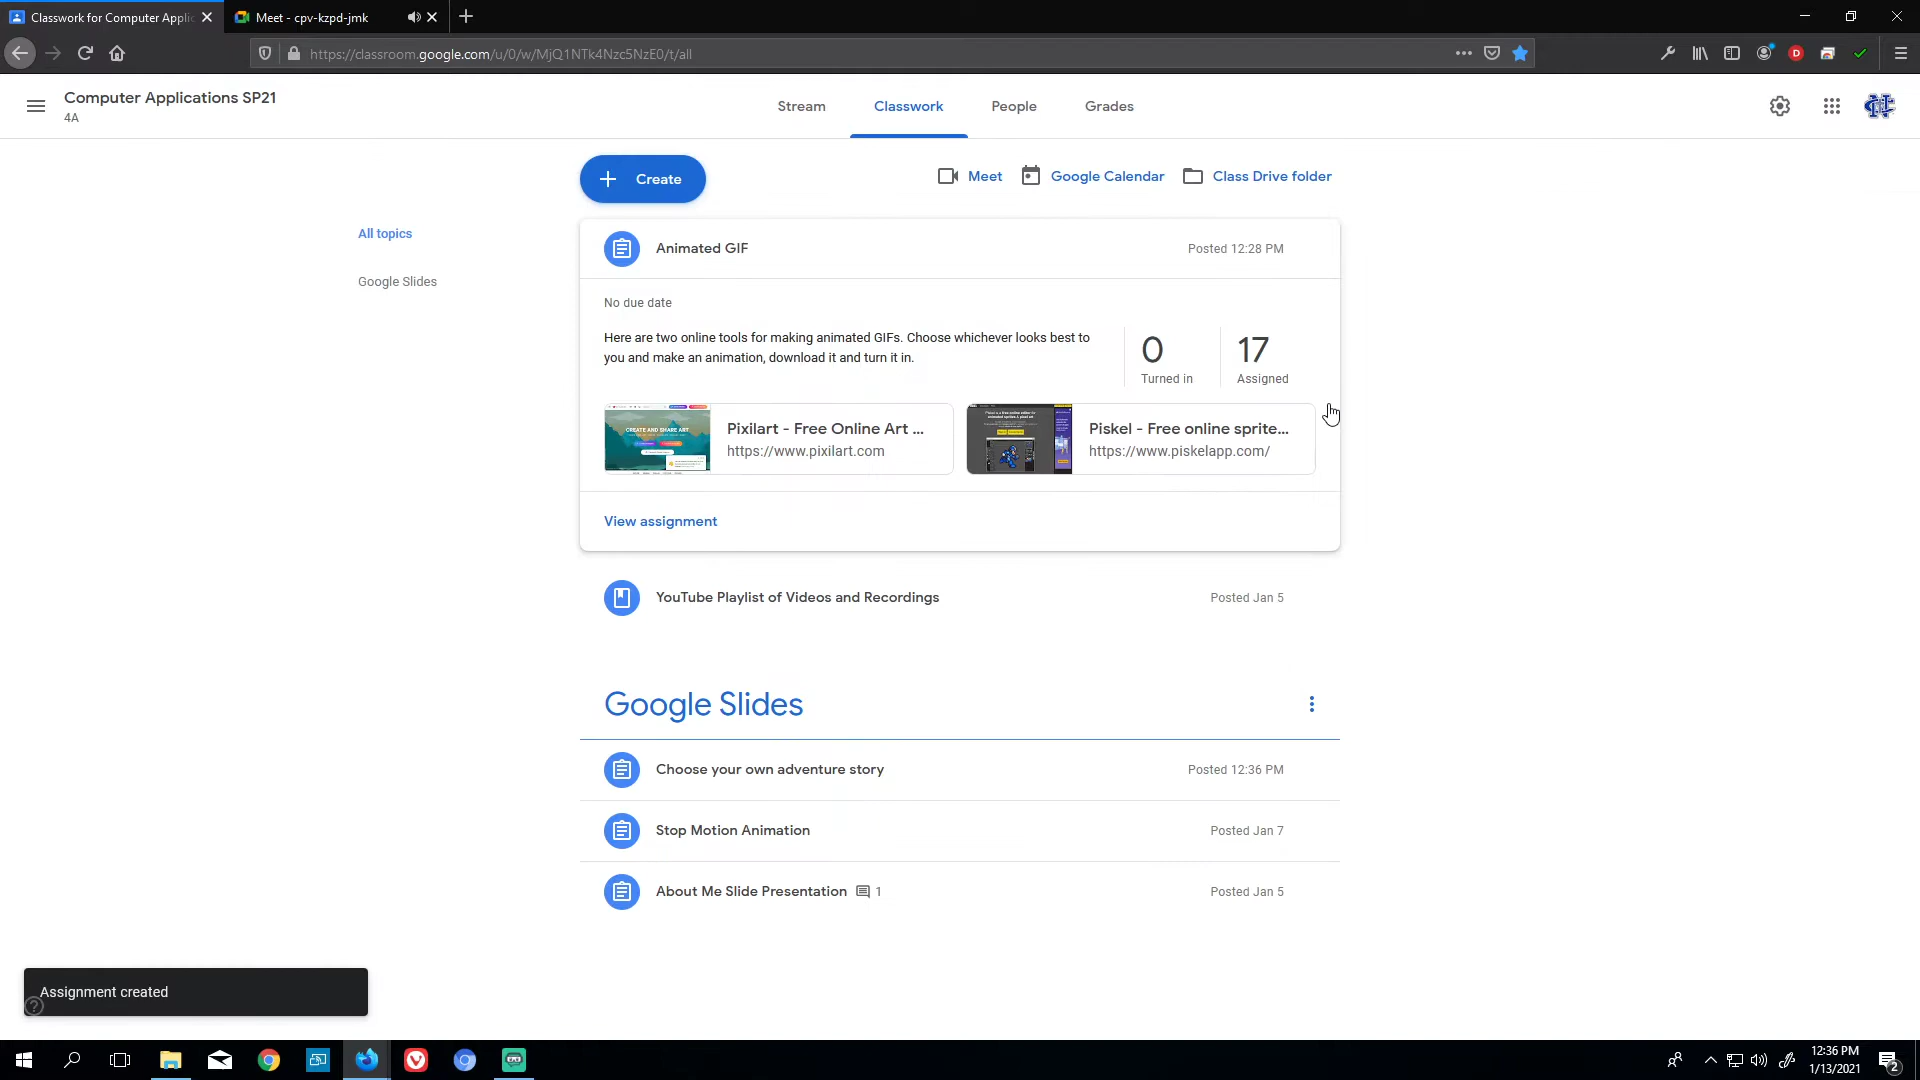 Classwork for Computer Applic
Meet - cpv-kzpd-jmk
https://classroom.google.com/u/0/w/MjQ1NTk4Nzc5NzE0/t/all
Computer Applications SP21
4A
Stream
Classwork
People
Grades
Create
Meet
Google Calendar
Class Drive folder
All topics
Google Slides
Animated GIF
Posted 12:28 PM
No due date
Here are two online tools for making animated GIFs. Choose whichever looks best to
you and make an animation, download it and turn it in.
0
Turned in
17
Assigned
CREATE AND SHARE ART
Pixilart - Free Online Art ...
https://www.pixilart.com
Piskel - Free online sprite...
https://www.piskelapp.com/
View assignment
YouTube Playlist of Videos and Recordings
Posted Jan 5
Google Slides
Choose your own adventure story
Posted 12:36 PM
Stop Motion Animation
Posted Jan 7
About Me Slide Presentation
1
Posted Jan 5
Assignment created
12:36 PM
1/13/2021
2